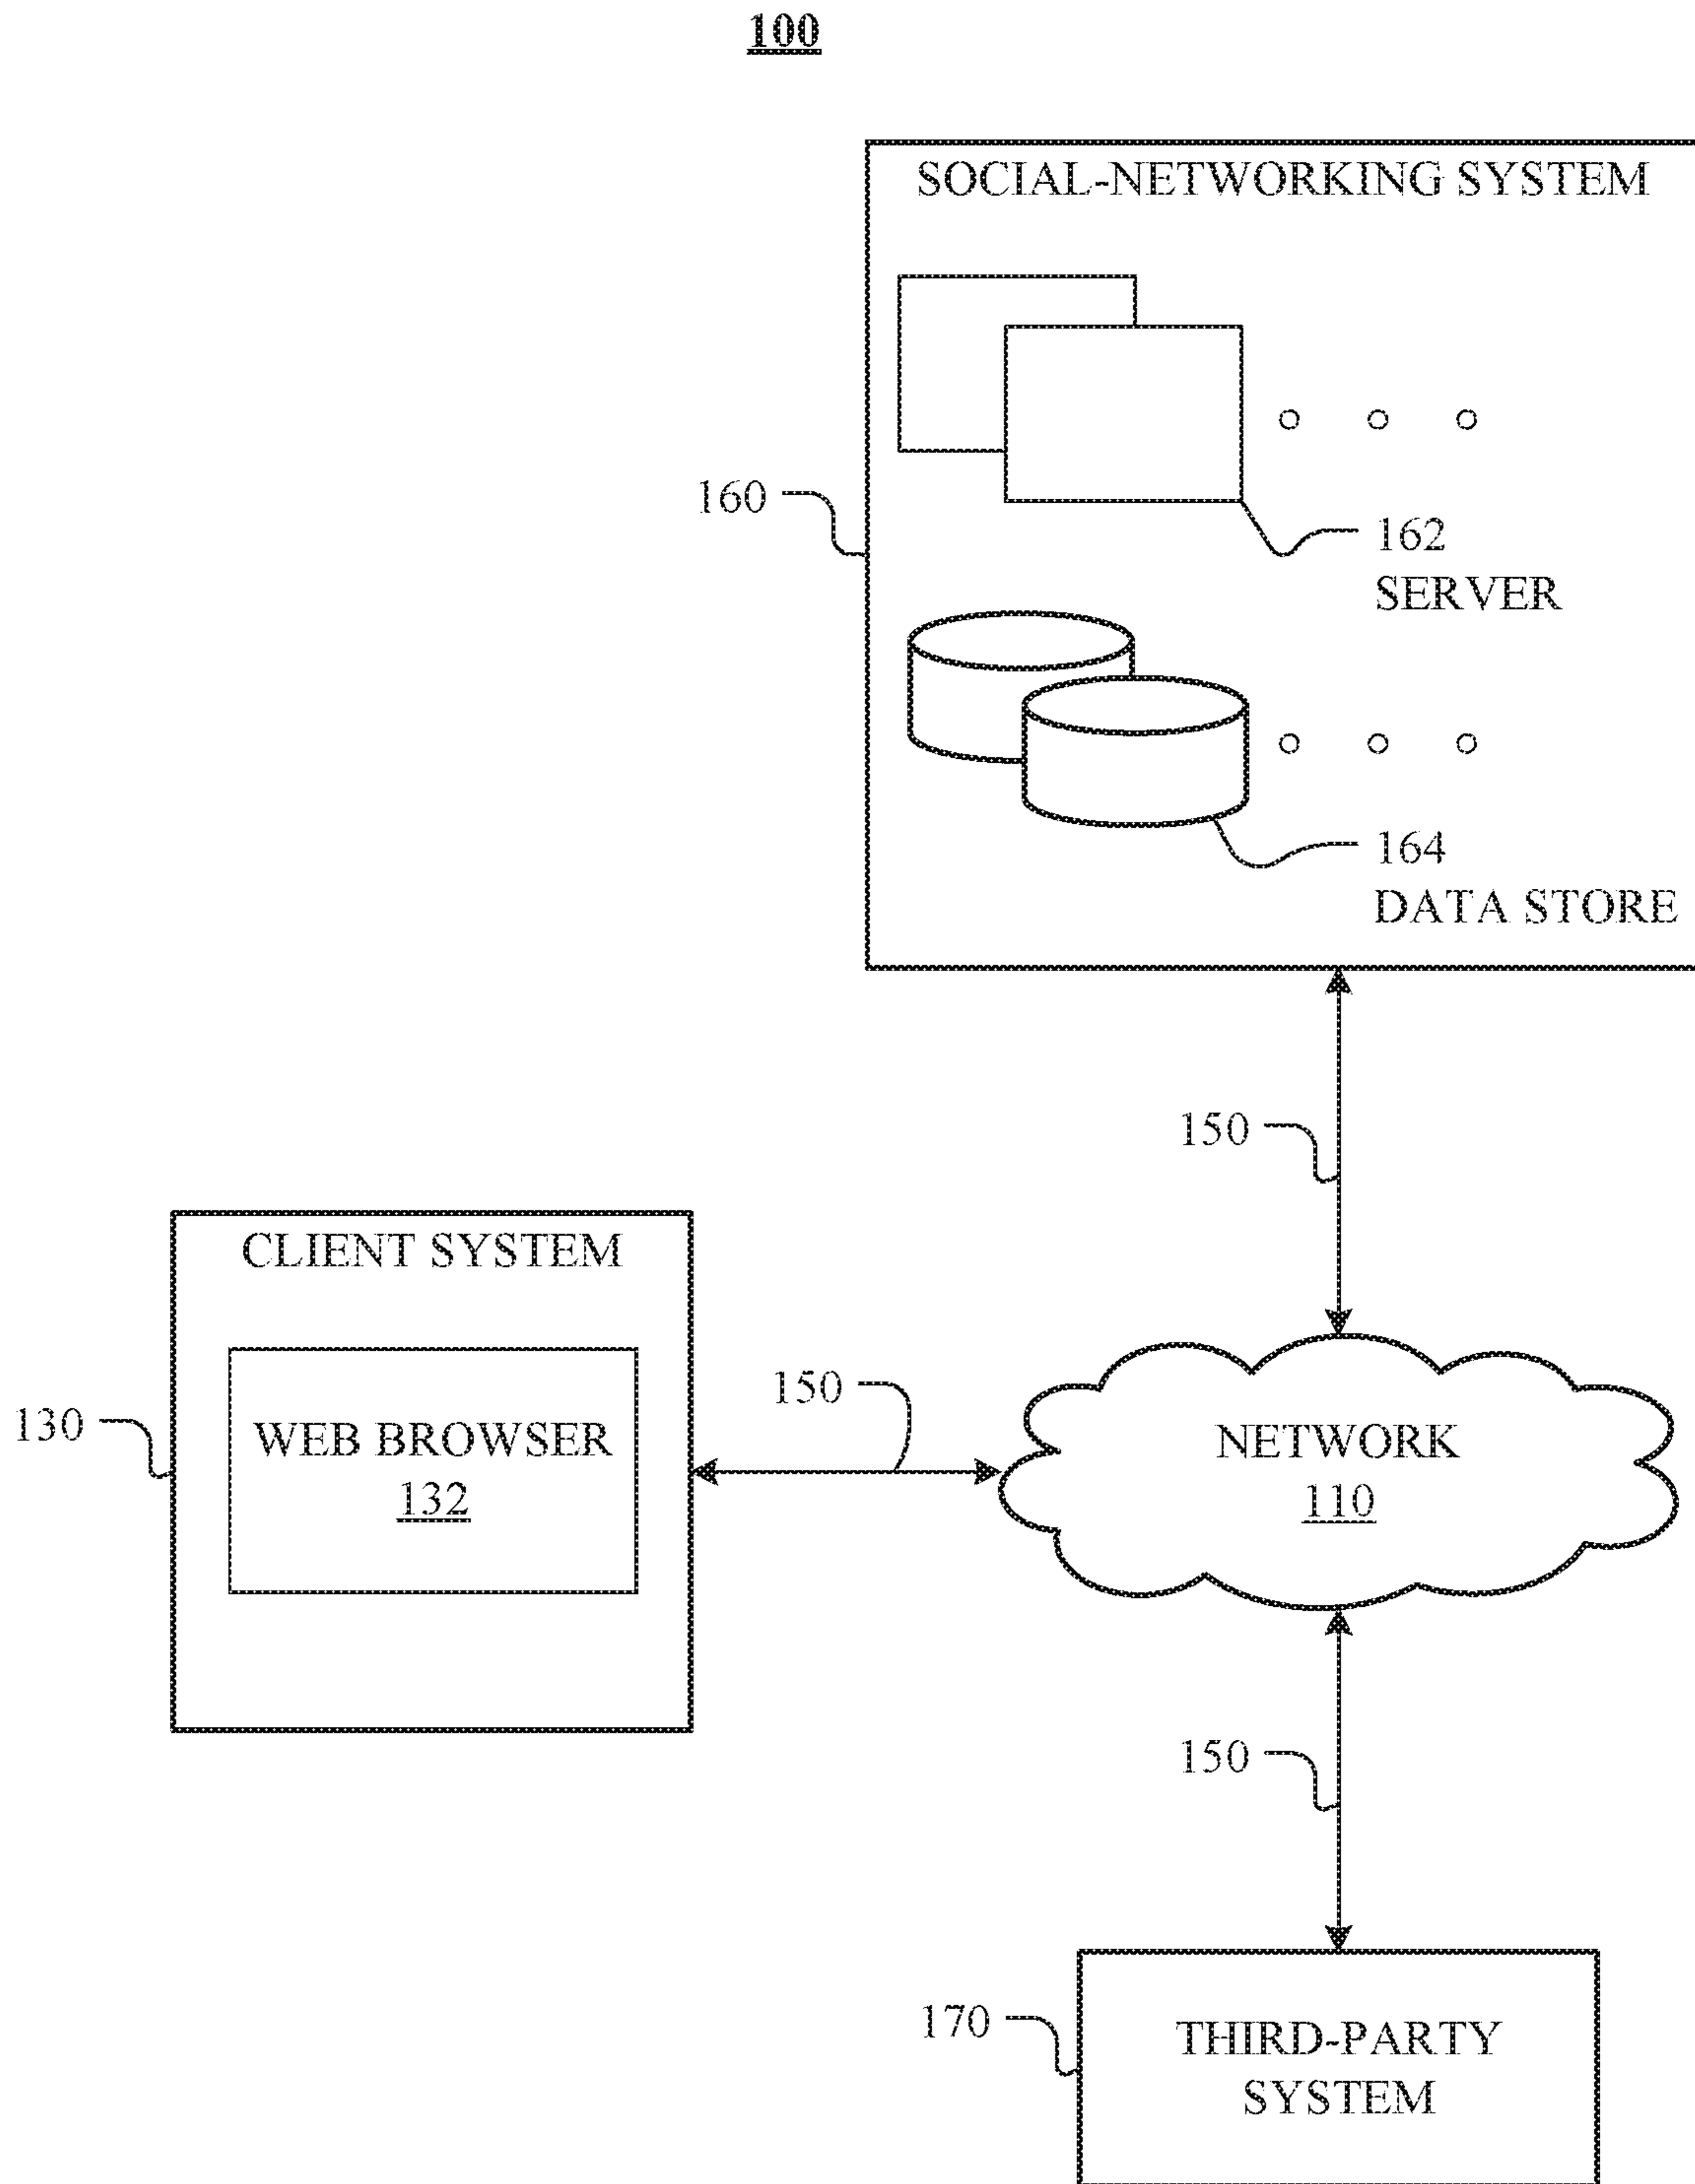 100
SOCIAL-NETWORKING SYSTEM
160
162
SERVER
164
DATA STORE
150
CLIENT SYSTEM
130
WEB BROWSER
132
150
NETWORK
110
150
170
THIRD-PARTY
SYSTEM